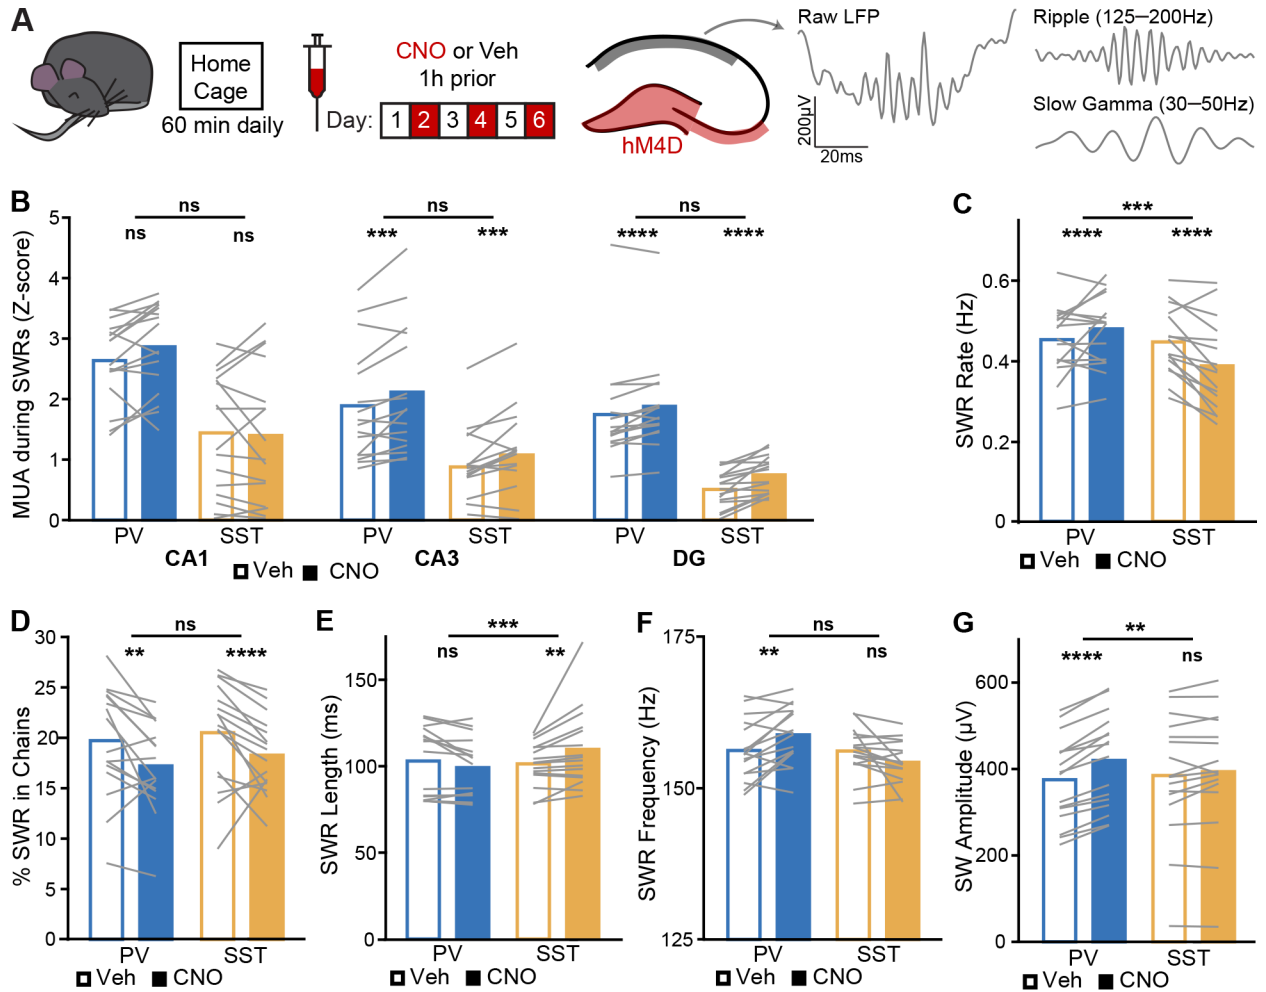 A
Home
Cage
60 min daily
CNO or Veh
1h prior
Day: 1 2 3 4 5 6
hM4D
Raw LFP
200µV
20ms
Ripple (125–200Hz)
Slow Gamma (30–50Hz)
B
MUA during SWRs (Z-score)
5
4
3
2
1
0
ns
ns ns
ns
*** ***
ns
**** ****
PV SST PV SST PV SST
CA1 CA3 DG
Veh CNO
C
SWR Rate (Hz)
0.6
0.4
0.2
0
***
**** ****
PV SST
Veh CNO
D
% SWR in Chains
30
25
20
15
10
5
0
ns
** ****
PV SST
Veh CNO
E
SWR Length (ms)
150
100
50
0
***
ns **
PV SST
Veh CNO
F
SWR Frequency (Hz)
175
150
125
ns
** ns
PV SST
Veh CNO
G
SW Amplitude (µV)
600
400
200
0
**
**** ns
PV SST
Veh CNO